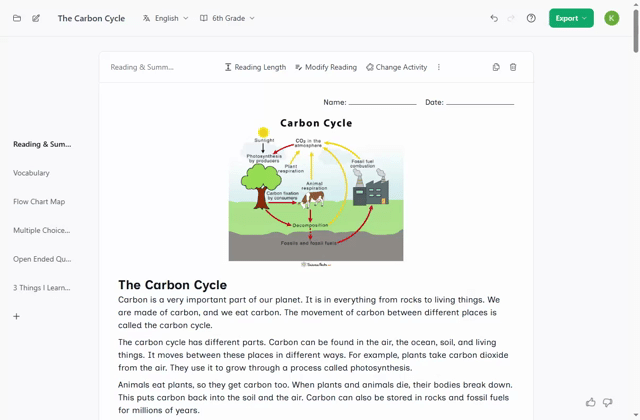 The Carbon Cycle
English
6th Grade
Export
K
Reading & Summ...
Reading Length
Modify Reading
Change Activity
Name:
Date:
Reading & Sum...
Vocabulary
Flow Chart Map
Multiple Choice...
Open Ended Qu...
3 Things I Learn...
+
Carbon Cycle
Sunlight
CO₂ in the
atmosphere
Photosynthesis
by producers
Plant
respiration
Fossil fuel
combustion
Animal
respiration
Carbon fixation
by consumers
Decomposition
Fossils and fossil fuels
The Carbon Cycle
Carbon is a very important part of our planet. It is in everything from rocks to living things. We
are made of carbon, and we eat carbon. The movement of carbon between different places is
called the carbon cycle.
The carbon cycle has different parts. Carbon can be found in the air, the ocean, soil, and living
things. It moves between these places in different ways. For example, plants take carbon dioxide
from the air. They use it to grow through a process called photosynthesis.
Animals eat plants, so they get carbon too. When plants and animals die, their bodies break down.
This puts carbon back into the soil and the air. Carbon can also be stored in rocks and fossil fuels
for millions of years.